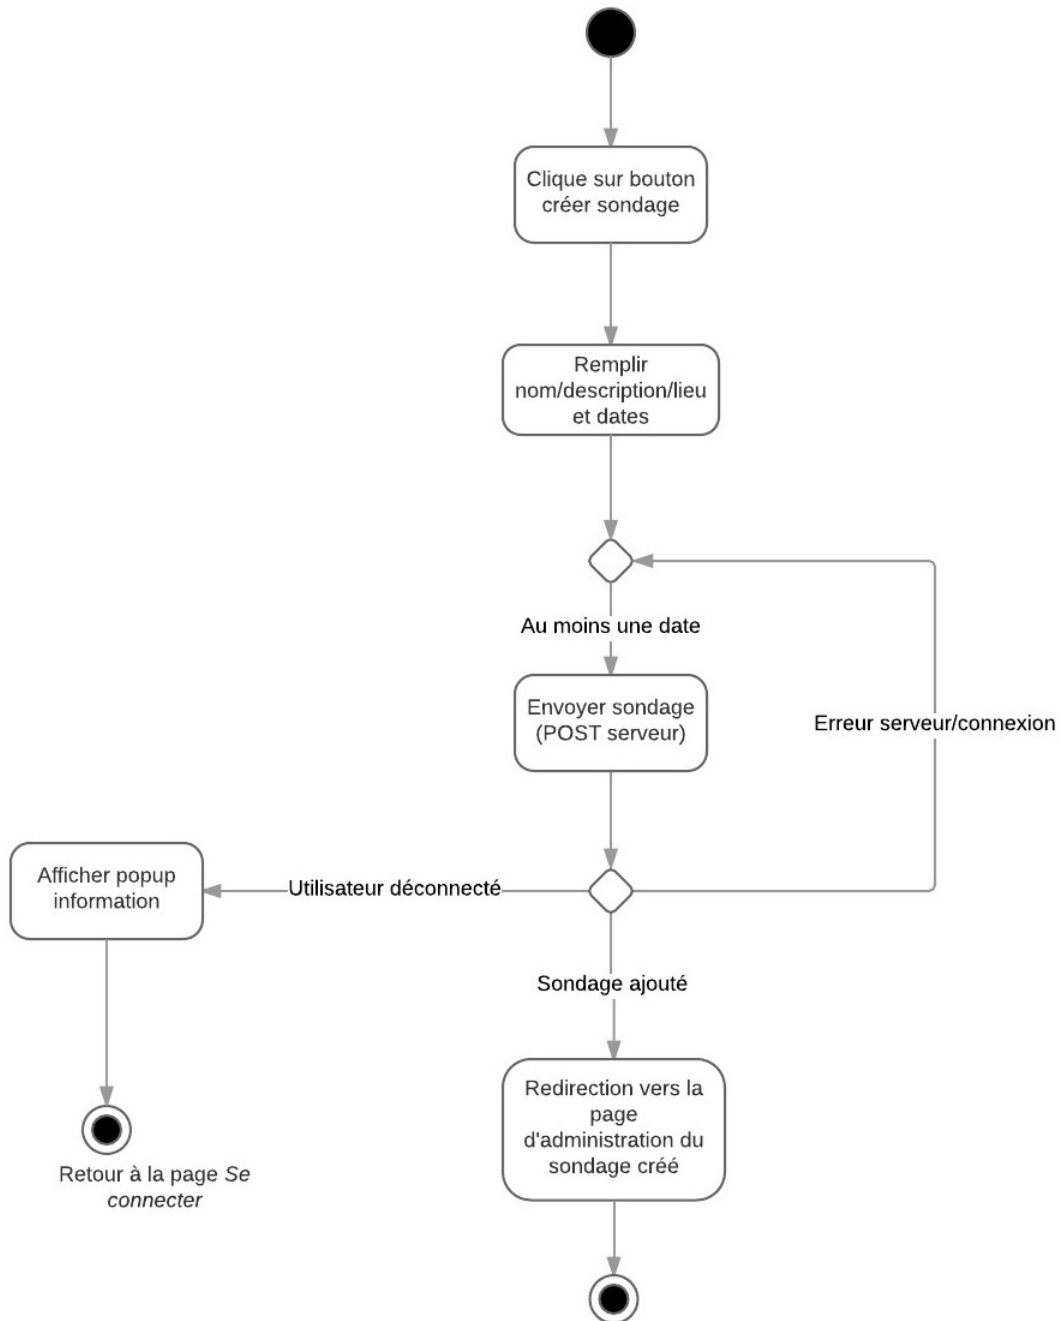 Clique sur bouton
créer sondage
Remplir
nom/description/lieu
et dates
Au moins une date
Envoyer sondage
(POST serveur)
Erreur serveur/connexion
Afficher popup
information
Utilisateur déconnecté
Sondage ajouté
Redirection vers la
page
d'administration du
sondage créé
Retour à la page Se
connecter